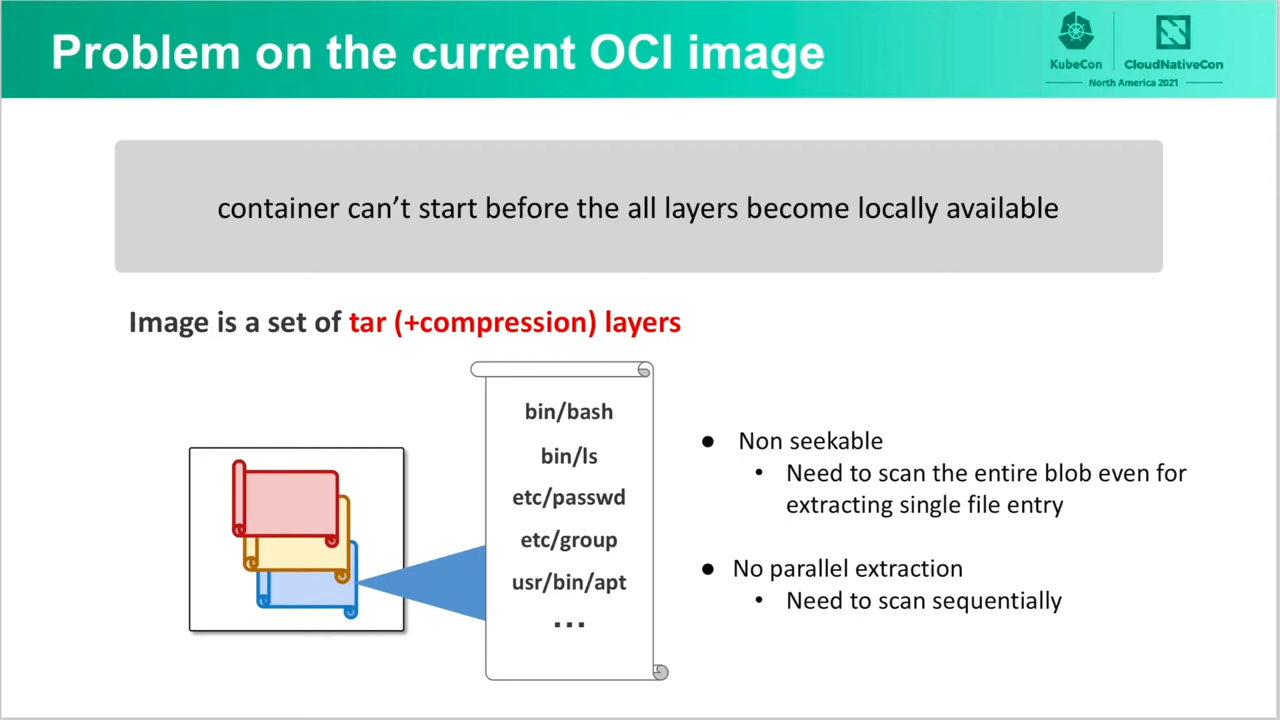 Problem on the current OCI image
KubeCon
CloudNativeCon
North America 2021
container can’t start before the all layers become locally available
Image is a set of tar (+compression) layers
bin/bash
bin/ls
etc/passwd
etc/group
usr/bin/apt
...
● Non seekable
• Need to scan the entire blob even for
extracting single file entry
● No parallel extraction
• Need to scan sequentially